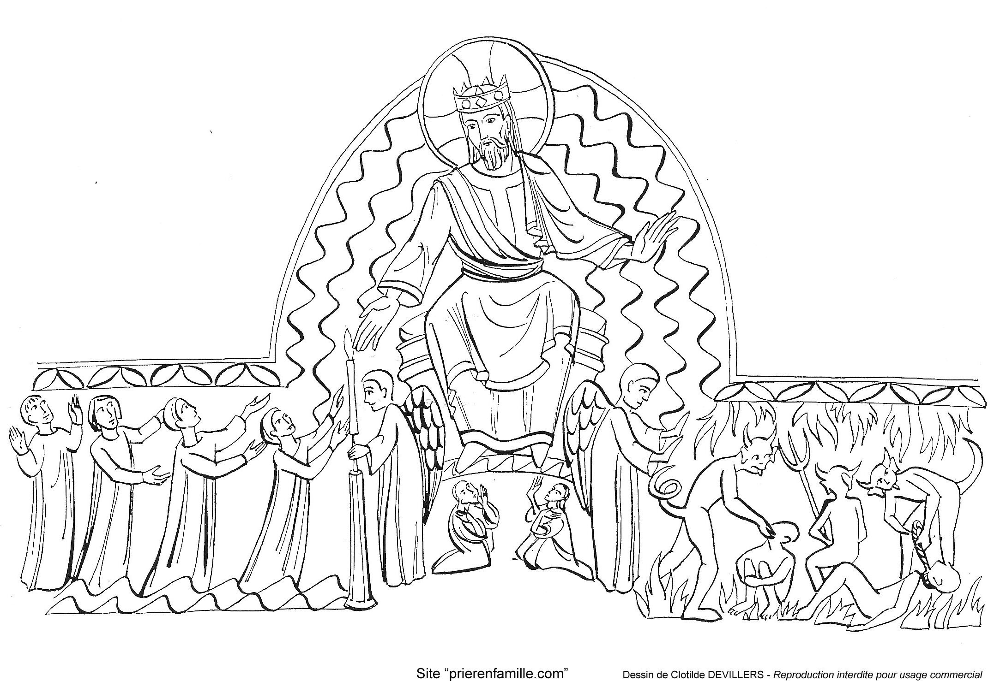 Site “prierenfamille.com”
Dessin de Clotilde DEVILLERS - Reproduction interdite pour usage commercial